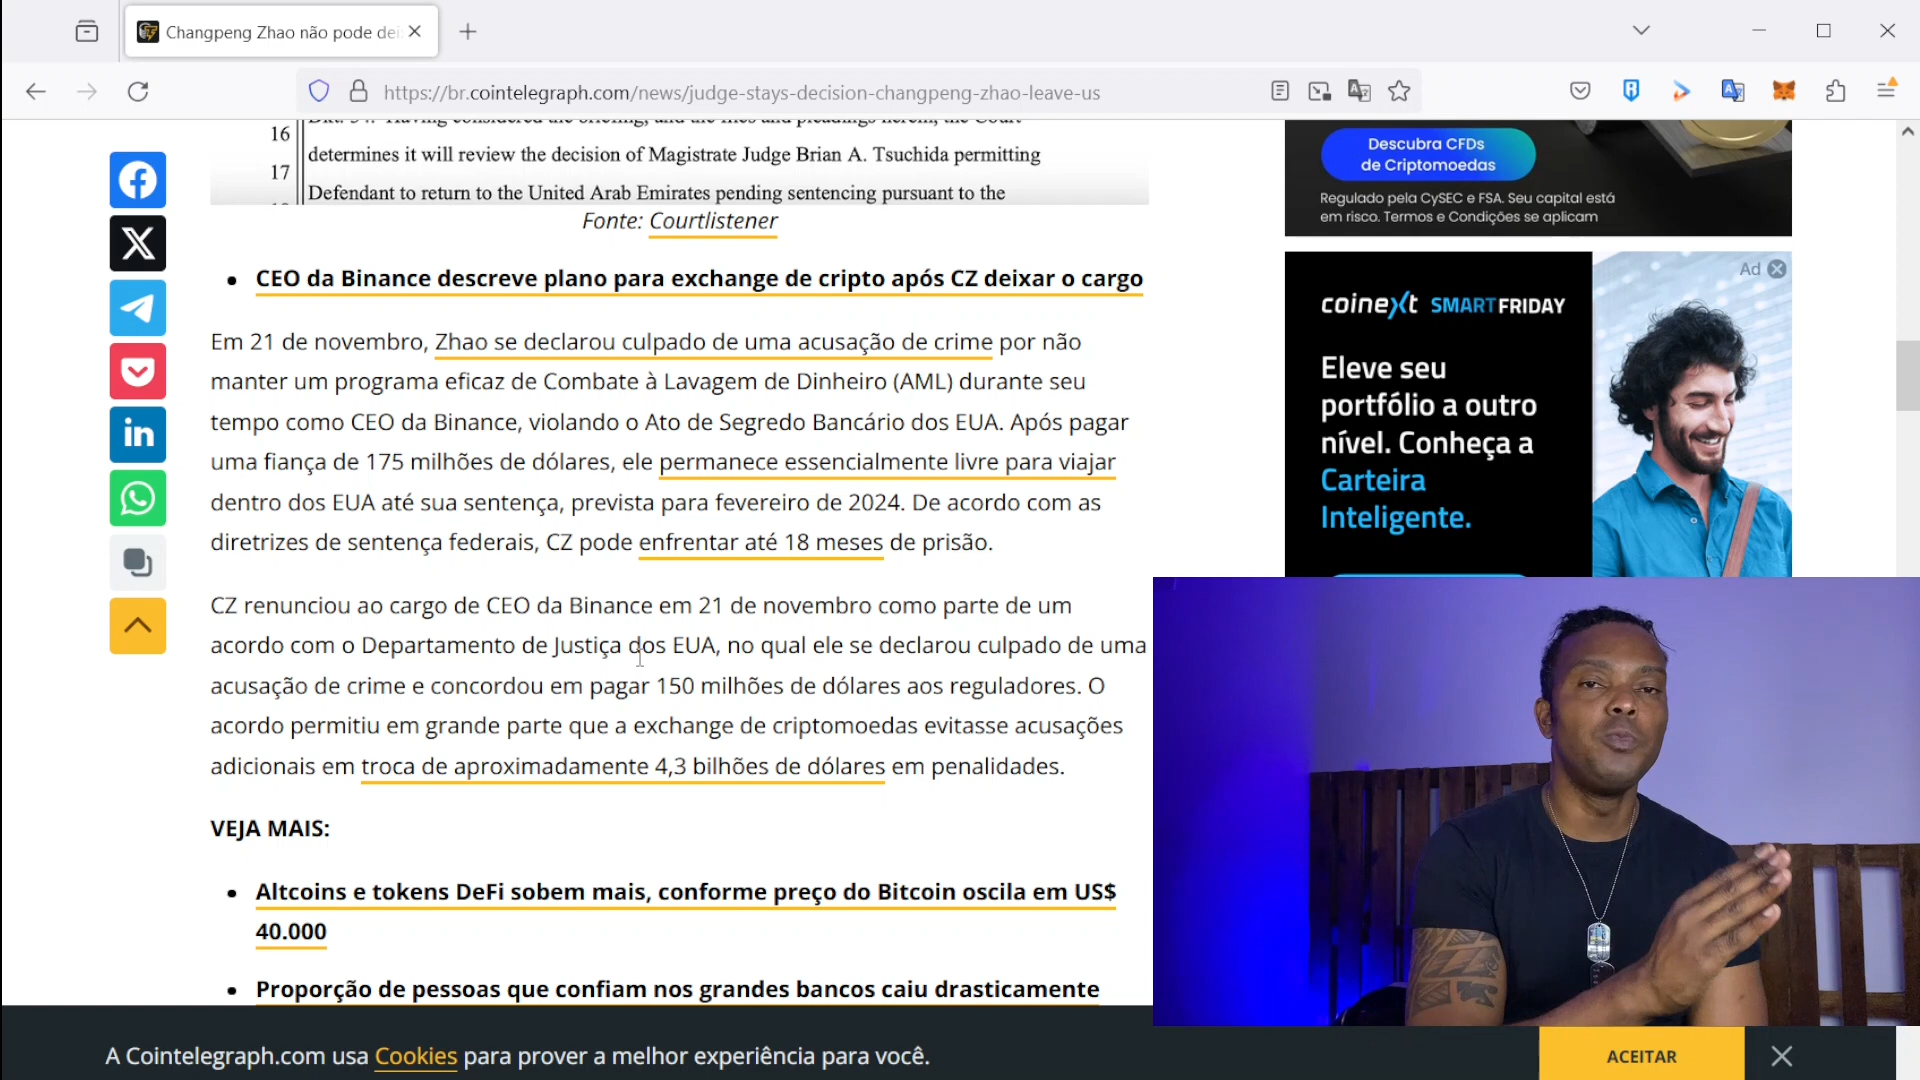 Changpeng Zhao não pode dei
https://br.cointelegraph.com/news/judge-stays-decision-changpeng-zhao-leave-us
16
determines it will review the decision of Magistrate Judge Brian A. Tsuchida permitting
17
Defendant to return to the United Arab Emirates pending sentencing pursuant to the
Fonte: Courtlistener
CEO da Binance descreve plano para exchange de cripto após CZ deixar o cargo
Em 21 de novembro, Zhao se declarou culpado de uma acusação de crime por não
manter um programa eficaz de Combate à Lavagem de Dinheiro (AML) durante seu
tempo como CEO da Binance, violando o Ato de Segredo Bancário dos EUA. Após pagar
uma fiança de 175 milhões de dólares, ele permanece essencialmente livre para viajar
dentro dos EUA até sua sentença, prevista para fevereiro de 2024. De acordo com as
diretrizes de sentença federais, CZ pode enfrentar até 18 meses de prisão.
CZ renunciou ao cargo de CEO da Binance em 21 de novembro como parte de um
acordo com o Departamento de Justiça dos EUA, no qual ele se declarou culpado de uma
acusação de crime e concordou em pagar 150 milhões de dólares aos reguladores. O
acordo permitiu em grande parte que a exchange de criptomoedas evitasse acusações
adicionais em troca de aproximadamente 4,3 bilhões de dólares em penalidades.
VEJA MAIS:
Altcoins e tokens DeFi sobem mais, conforme preço do Bitcoin oscila em US$
40.000
Proporção de pessoas que confiam nos grandes bancos caiu drasticamente
Descubra CFDs
de Criptomoedas
Regulado pela CySEC e FSA. Seu capital está
em risco. Termos e Condições se aplicam
Ad
coinext SMARTFRIDAY
Eleve seu
portfólio a outro
nível. Conheça a
Carteira
Inteligente.
A Cointelegraph.com usa Cookies para prover a melhor experiência para você.
ACEITAR